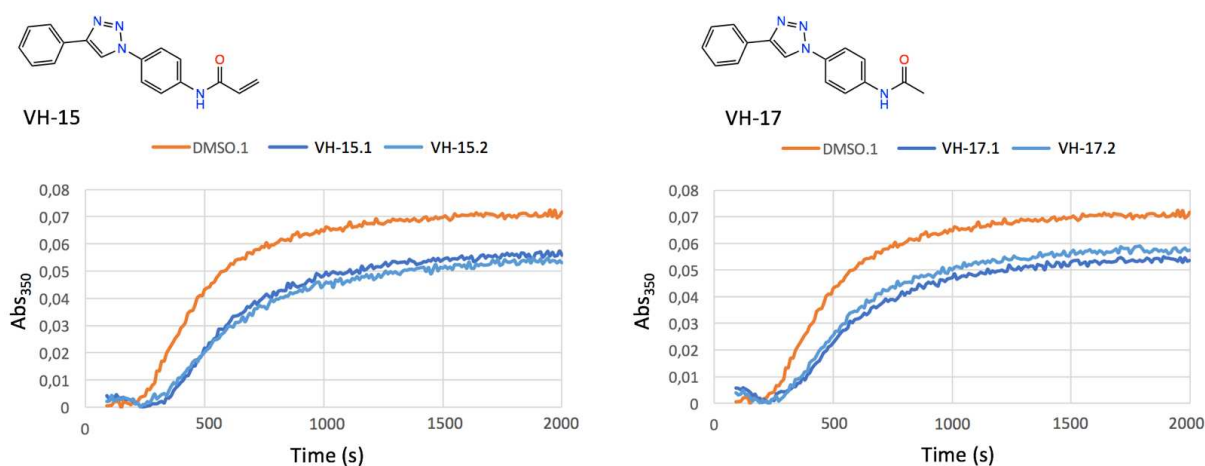 N N
N
O
N
H
VH-15
DMSO.1 VH-15.1 VH-15.2
0,08
0,07
0,06
0,05
0,04
0,03
0,02
0,01
0
Abs350
0 500 1000 1500 2000
Time (s)
N N
N
O
N
H
VH-17
DMSO.1 VH-17.1 VH-17.2
0,08
0,07
0,06
0,05
0,04
0,03
0,02
0,01
0
Abs350
0 500 1000 1500 2000
Time (s)